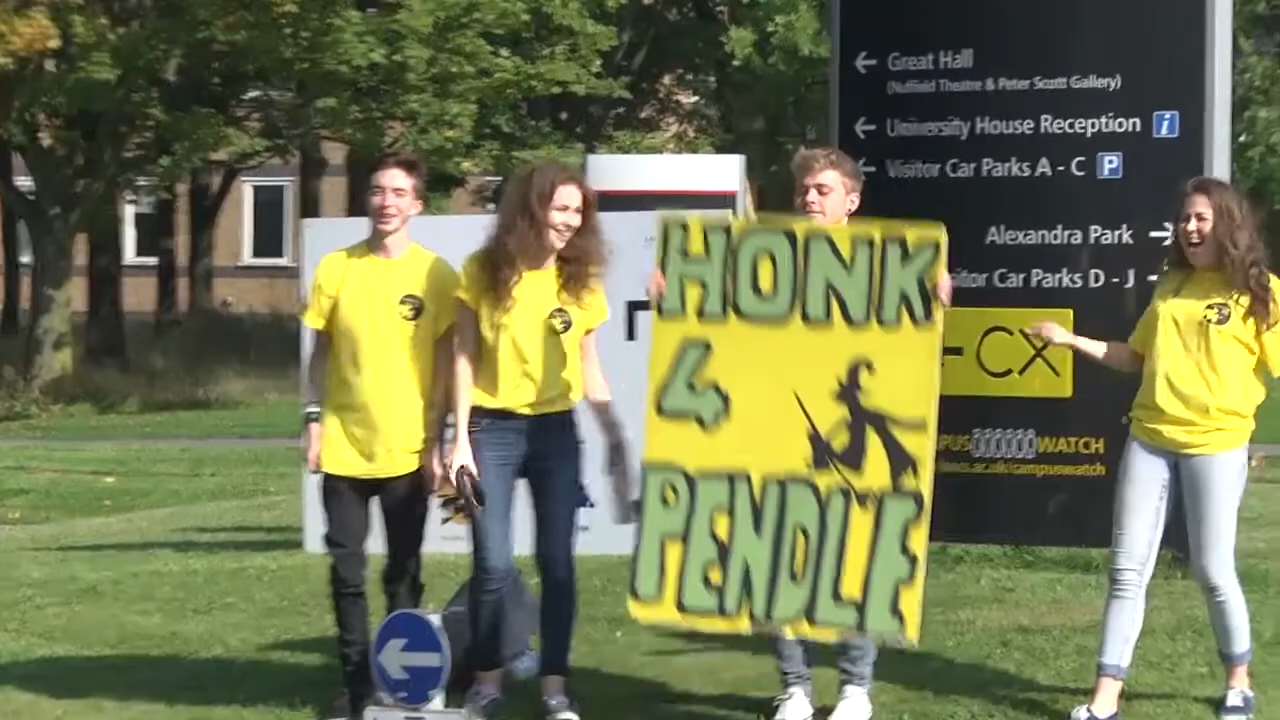 ← Great Hall
(Nuffield Theatre & Peter Scott Gallery)
← University House Reception i
← Visitor Car Parks A - C P
Alexandra Park →
Car Parks D - J
CX
WATCH
HONK
4
PENDLE